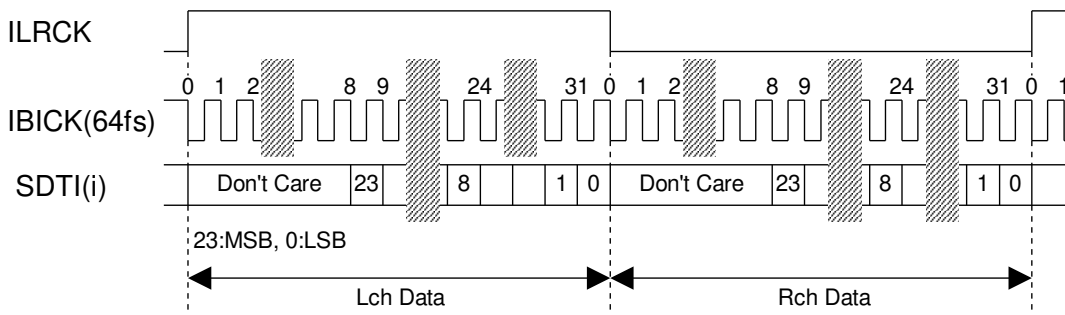 ILRCK
0 1 2 8 9 24 31 0 1 2 8 9 24 31 0 1
IBICK(64fs)
SDTI(i) Don't Care 23 8 1 0 Don't Care 23 8 1 0
23:MSB, 0:LSB
Lch Data Rch Data